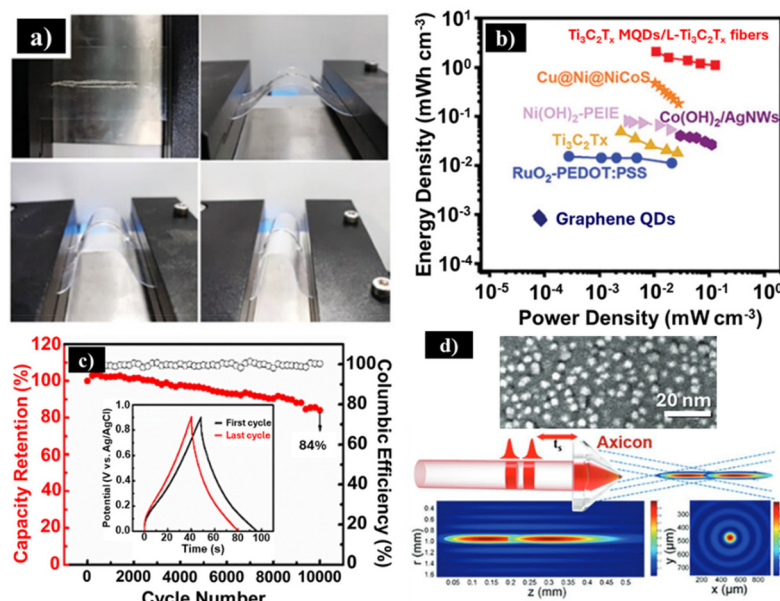 a)
b)
Energy Density (mWh cm⁻³)
10¹
10⁰
10⁻¹
10⁻²
10⁻³
10⁻⁴
Ti₃C₂Tₓ MQDs/L-Ti₃C₂Tₓ fibers
Cu@Ni@NiCoS
Ni(OH)₂-PEIE
Co(OH)₂/AgNWs
Ti₃C₂Tx
RuO₂-PEDOT:PSS
Graphene QDs
10⁻⁵ 10⁻⁴ 10⁻³ 10⁻² 10⁻¹ 10⁰
Power Density (mW cm⁻³)
c)
Capacity Retention (%)
120
100
80
60
40
20
0
Columbic Efficiency (%)
100
80
60
40
20
0
84%
Potential (V vs. Ag/AgCl)
1.0
0.8
0.6
0.4
0.2
0.0
First cycle
Last cycle
0 20 40 60 80 100
Time (s)
0 2000 4000 6000 8000 10000
Cycle Number
d)
20 nm
tₛ
Axicon
r (mm)
0.4
0.6
0.8
1.0
1.2
1.4
1.6
0.05 0.1 0.2 0.3 0.4 0.5
z (mm)
y (µm)
300
400
500
600
700
200 400 600 800
x (µm)